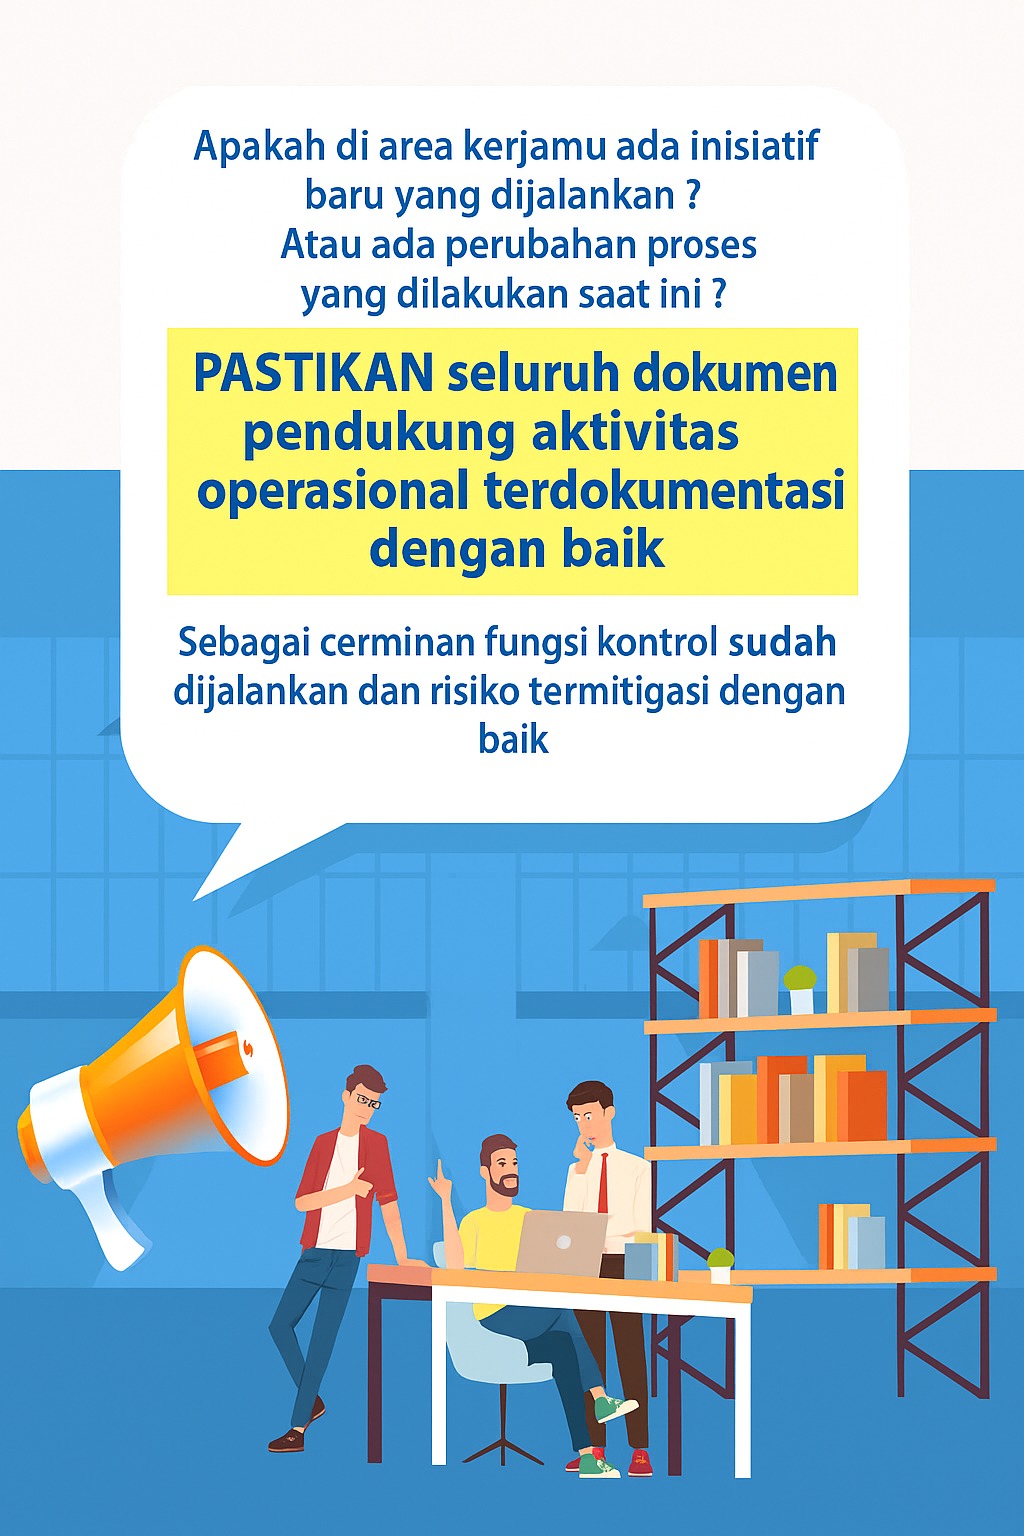 Apakah di area kerjamu ada inisiatif
baru yang dijalankan ?
Atau ada perubahan proses
yang dilakukan saat ini ?
PASTIKAN seluruh dokumen
pendukung aktivitas
operasional terdokumentasi
dengan baik
Sebagai cerminan fungsi kontrol sudah
dijalankan dan risiko termitigasi dengan
baik